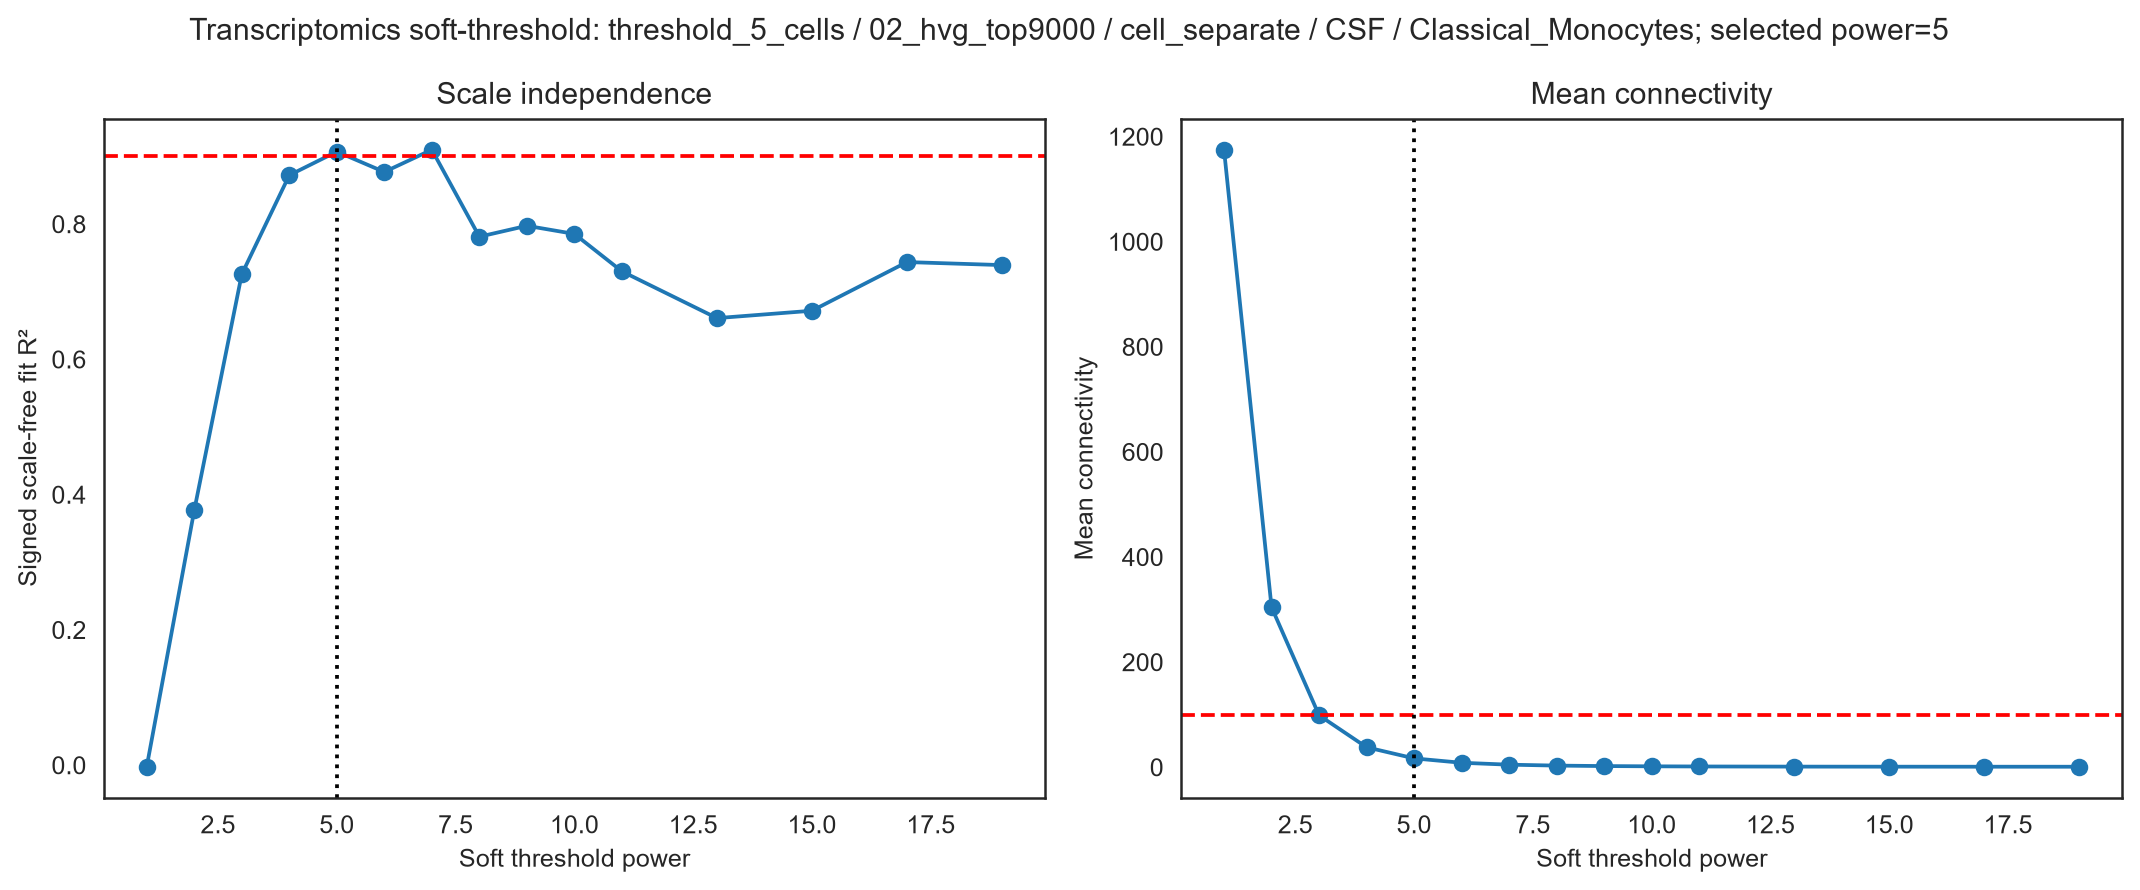 Transcriptomics soft-threshold: threshold_5_cells / 02_hvg_top9000 / cell_separate / CSF / Classical_Monocytes; selected power=5
Scale independence
Signed scale-free fit R²
0.8
0.6
0.4
0.2
0.0
2.5 5.0 7.5 10.0 12.5 15.0 17.5
Soft threshold power
Mean connectivity
Mean connectivity
1200
1000
800
600
400
200
0
2.5 5.0 7.5 10.0 12.5 15.0 17.5
Soft threshold power